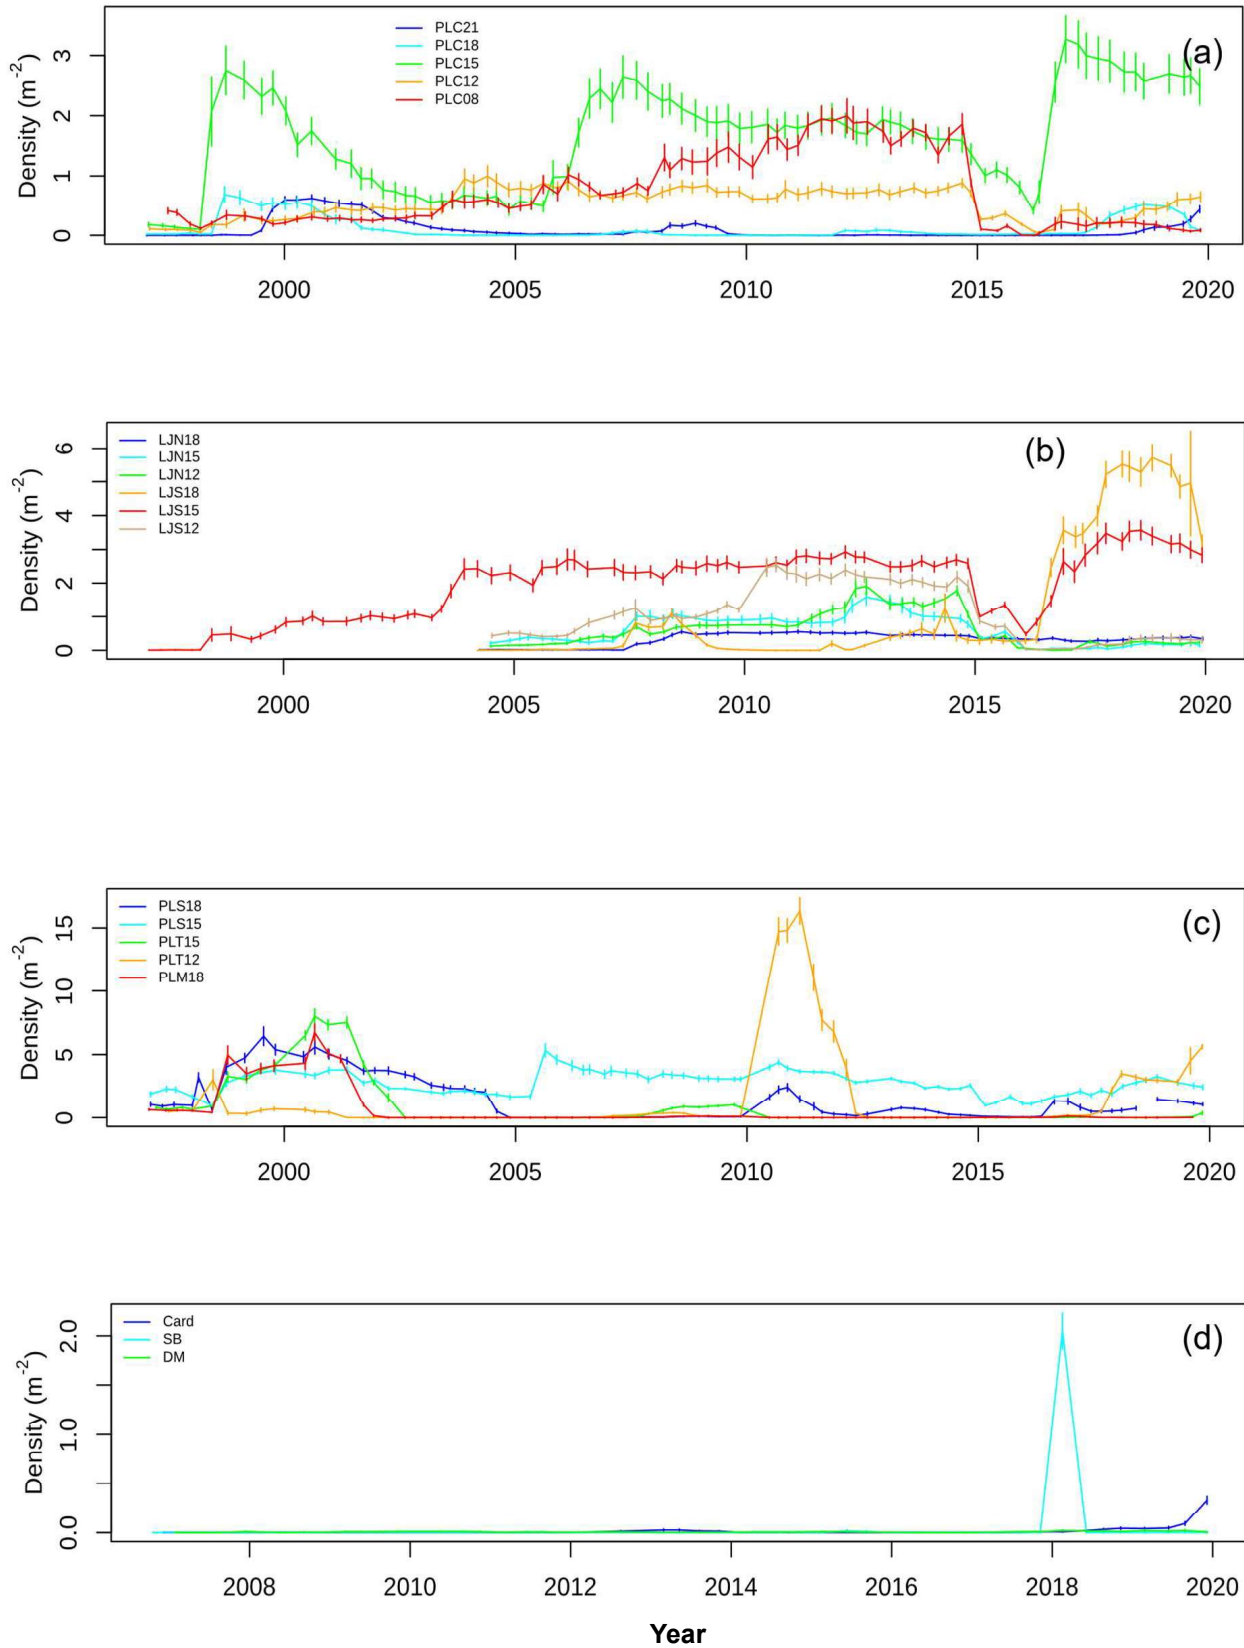 PLC21
PLC18
PLC15
PLC12
PLC08
(a)
Density (m⁻²)
0 1 2 3
2000 2005 2010 2015 2020
LJN18
LJN15
LJN12
LJS18
LJS15
LJS12
(b)
Density (m⁻²)
0 2 4 6
2000 2005 2010 2015 2020
PLS18
PLS15
PLT15
PLT12
PLM18
(c)
Density (m⁻²)
0 5 10 15
2000 2005 2010 2015 2020
Card
SB
DM
(d)
Density (m⁻²)
0.0 1.0 2.0
2008 2010 2012 2014 2016 2018 2020
Year